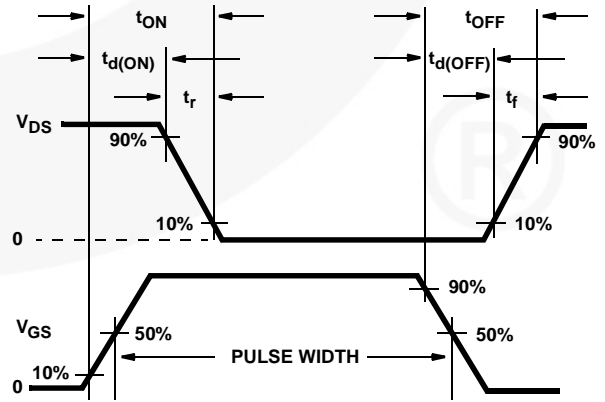 tON tOFF
td(ON) td(OFF)
tr tf
VDS
90% 90%
10% 10%
0
90%
VGS
50% 50%
PULSE WIDTH
10%
0
®